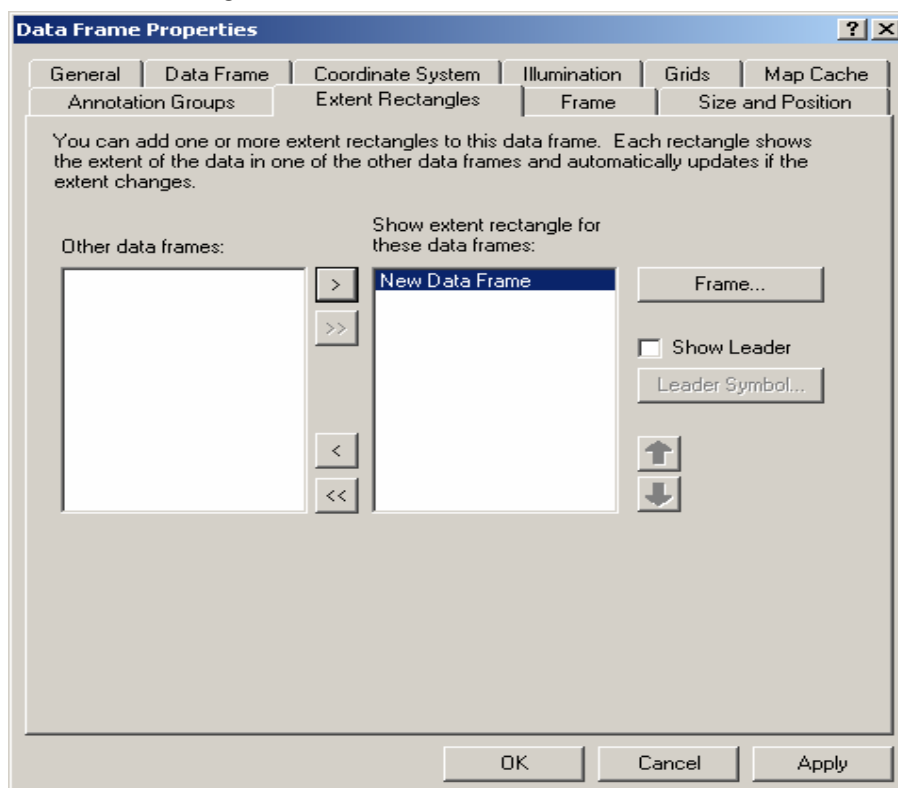 Data Frame Properties
? X
General Data Frame Coordinate System Illumination Grids Map Cache
Annotation Groups Extent Rectangles Frame Size and Position
You can add one or more extent rectangles to this data frame. Each rectangle shows
the extent of the data in one of the other data frames and automatically updates if the
extent changes.
Other data frames:
Show extent rectangle for
these data frames:
>
>>
<
<<
New Data Frame
Frame...
Show Leader
Leader Symbol...
OK Cancel Apply